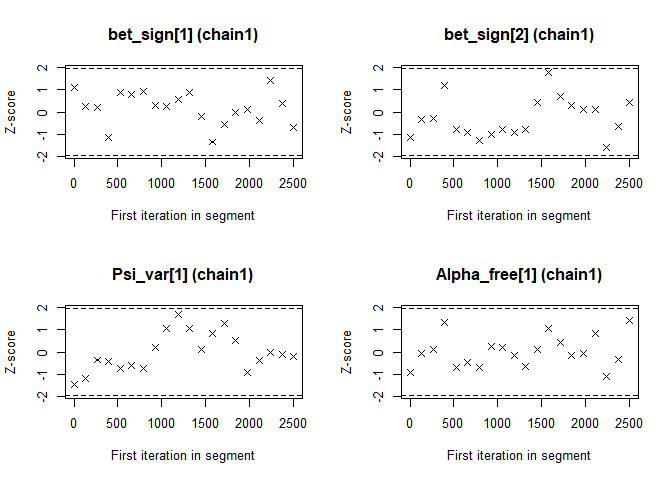 bet_sign[1] (chain1)
Z-score
2
1
0
-1
-2
0 500 1000 1500 2000 2500
First iteration in segment
bet_sign[2] (chain1)
Z-score
2
1
0
-1
-2
0 500 1000 1500 2000 2500
First iteration in segment
Psi_var[1] (chain1)
Z-score
2
1
0
-1
-2
0 500 1000 1500 2000 2500
First iteration in segment
Alpha_free[1] (chain1)
Z-score
2
1
0
-1
-2
0 500 1000 1500 2000 2500
First iteration in segment